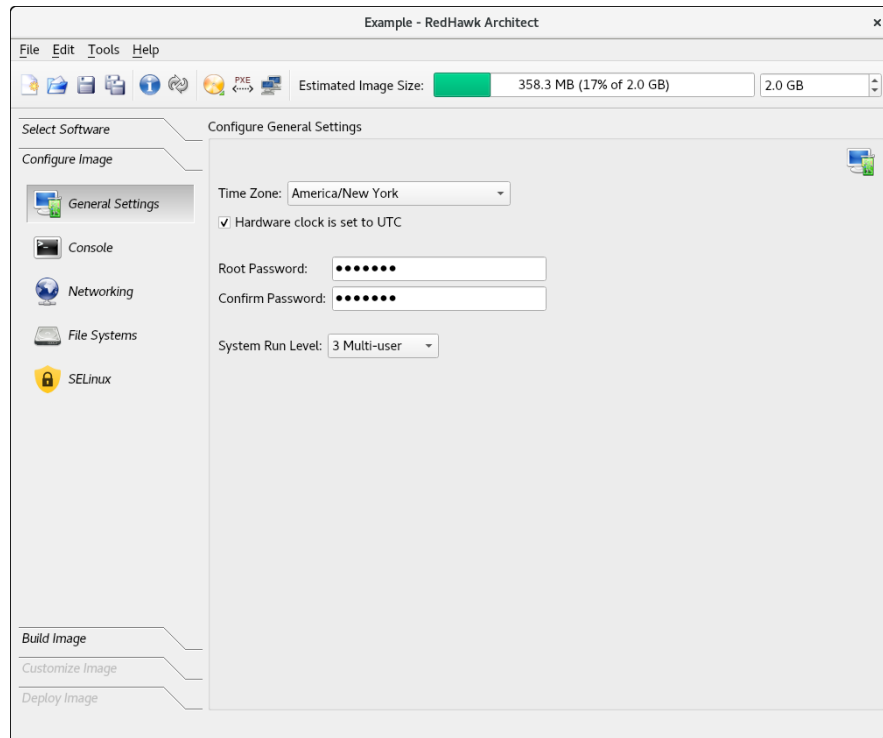 Example - RedHawk Architect ×
File Edit Tools Help
PXE Estimated Image Size: 358.3 MB (17% of 2.0 GB) 2.0 GB
Select Software
Configure General Settings
Configure Image
General Settings
Time Zone: America/New York
Hardware clock is set to UTC
Console
Root Password: ●●●●●●●
Networking
Confirm Password: ●●●●●●●
File Systems
System Run Level: 3 Multi-user
SELinux
Build Image
Customize Image
Deploy Image